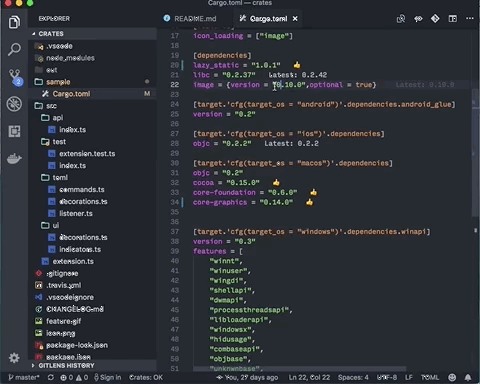 Cargo.toml — crates
EXPLORER
CRATES
.vscode
node_modules
out
sample
Cargo.toml M
src
api
index.ts
test
extension.test.ts
index.ts
toml
commands.ts
decorations.ts
listener.ts
ui
decorations.ts
indicators.ts
extension.ts
.gitignore
.travis.yml
.vscodeignore
CHANGELOG.md
feature.gif
icon.png
package-lock.json
package.json
GITLENS HISTORY
README.md
Cargo.toml
17 icon_loading = ["image"]
18
19 [dependencies]
20 lazy_static = "1.0.1" 👍
21 libc = "0.2.37" Latest: 0.2.42
22 image = {version = "0.10.0",optional = true} Latest: 0.19.0
23
24 [target.'cfg(target_os = "android")'.dependencies.android_glue]
25 version = "0.2"
26
27 [target.'cfg(target_os = "ios")'.dependencies]
28 objc = "0.2.2" Latest: 0.2.2
29
30 [target.'cfg(target_os = "macos")'.dependencies]
31 objc = "0.2"
32 cocoa = "0.15.0" 👍
33 core-foundation = "0.6.0" 👍
34 core-graphics = "0.14.0" 👍
35
36
37 [target.'cfg(target_os = "windows")'.dependencies.winapi]
38 version = "0.3"
39 features = [
40 "winnt",
41 "winuser",
42 "wingdi",
43 "shellapi",
44 "dwmapi",
45 "processthreadsapi",
46 "libloaderapi",
47 "windowsx",
48 "hidusage",
49 "combaseapi",
50 "objbase",
51 "unknwnbase",
master 0 0 Sign in Crates: OK You, 29 days ago Ln 22, Col 22 Spaces: 4 UTF-8 LF TOML